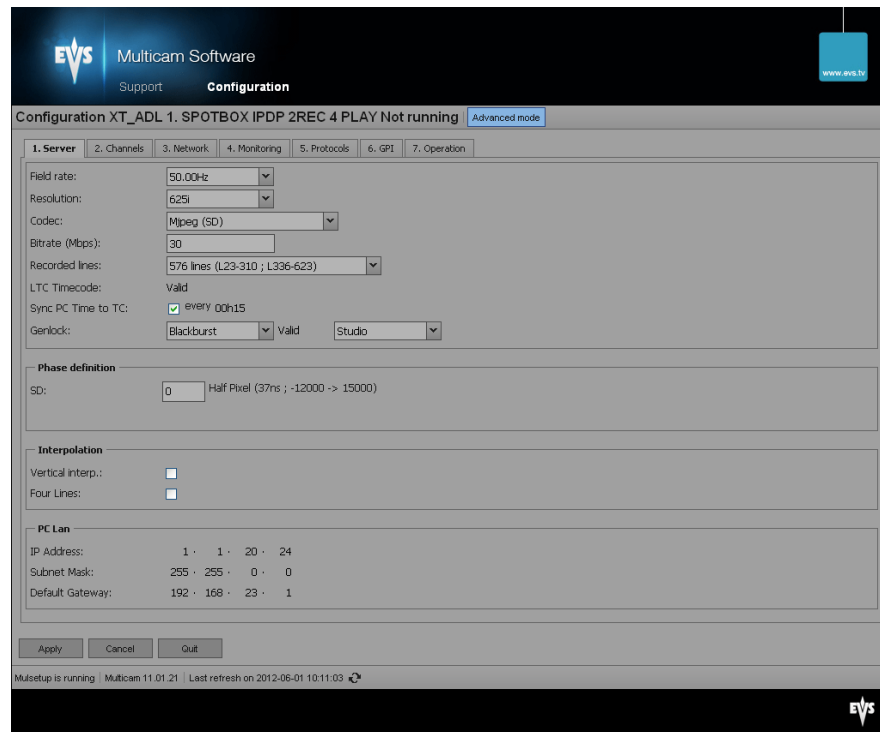 EVS Multicam Software
www.evs.tv
Support Configuration
Configuration XT_ADL 1. SPOTBOX IPDP 2REC 4 PLAY Not running Advanced mode
1. Server 2. Channels 3. Network 4. Monitoring 5. Protocols 6. GPI 7. Operation
Field rate: 50.00Hz
Resolution: 625i
Codec: Mjpeg (SD)
Bitrate (Mbps): 30
Recorded lines: 576 lines (L23-310 ; L336-623)
LTC Timecode: Valid
Sync PC Time to TC: every 00h15
Genlock: Blackburst Valid Studio
Phase definition
SD: 0 Half Pixel (37ns ; -12000 -> 15000)
Interpolation
Vertical interp.:
Four Lines:
PC Lan
IP Address: 1 · 1 · 20 · 24
Subnet Mask: 255 · 255 · 0 · 0
Default Gateway: 192 · 168 · 23 · 1
Apply Cancel Quit
Mulsetup is running Multicam 11.01.21 Last refresh on 2012-06-01 10:11:03
EVS